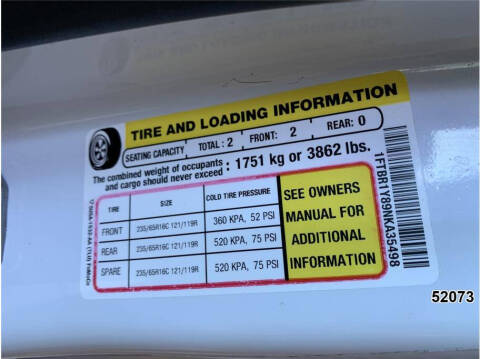 TIRE AND LOADING INFORMATION
SEATING CAPACITY TOTAL : 2 FRONT: 2 REAR: 0
The combined weight of occupants and cargo should never exceed : 1751 kg or 3862 lbs.
TIRE SIZE COLD TIRE PRESSURE
FRONT 235/65R16C 121/119R 360 KPA, 52 PSI
REAR 235/65R16C 121/119R 520 KPA, 75 PSI
SPARE 235/65R16C 121/119R 520 KPA, 75 PSI
SEE OWNERS
MANUAL FOR
ADDITIONAL
INFORMATION
1FTBR1Y89NKA35498
52073